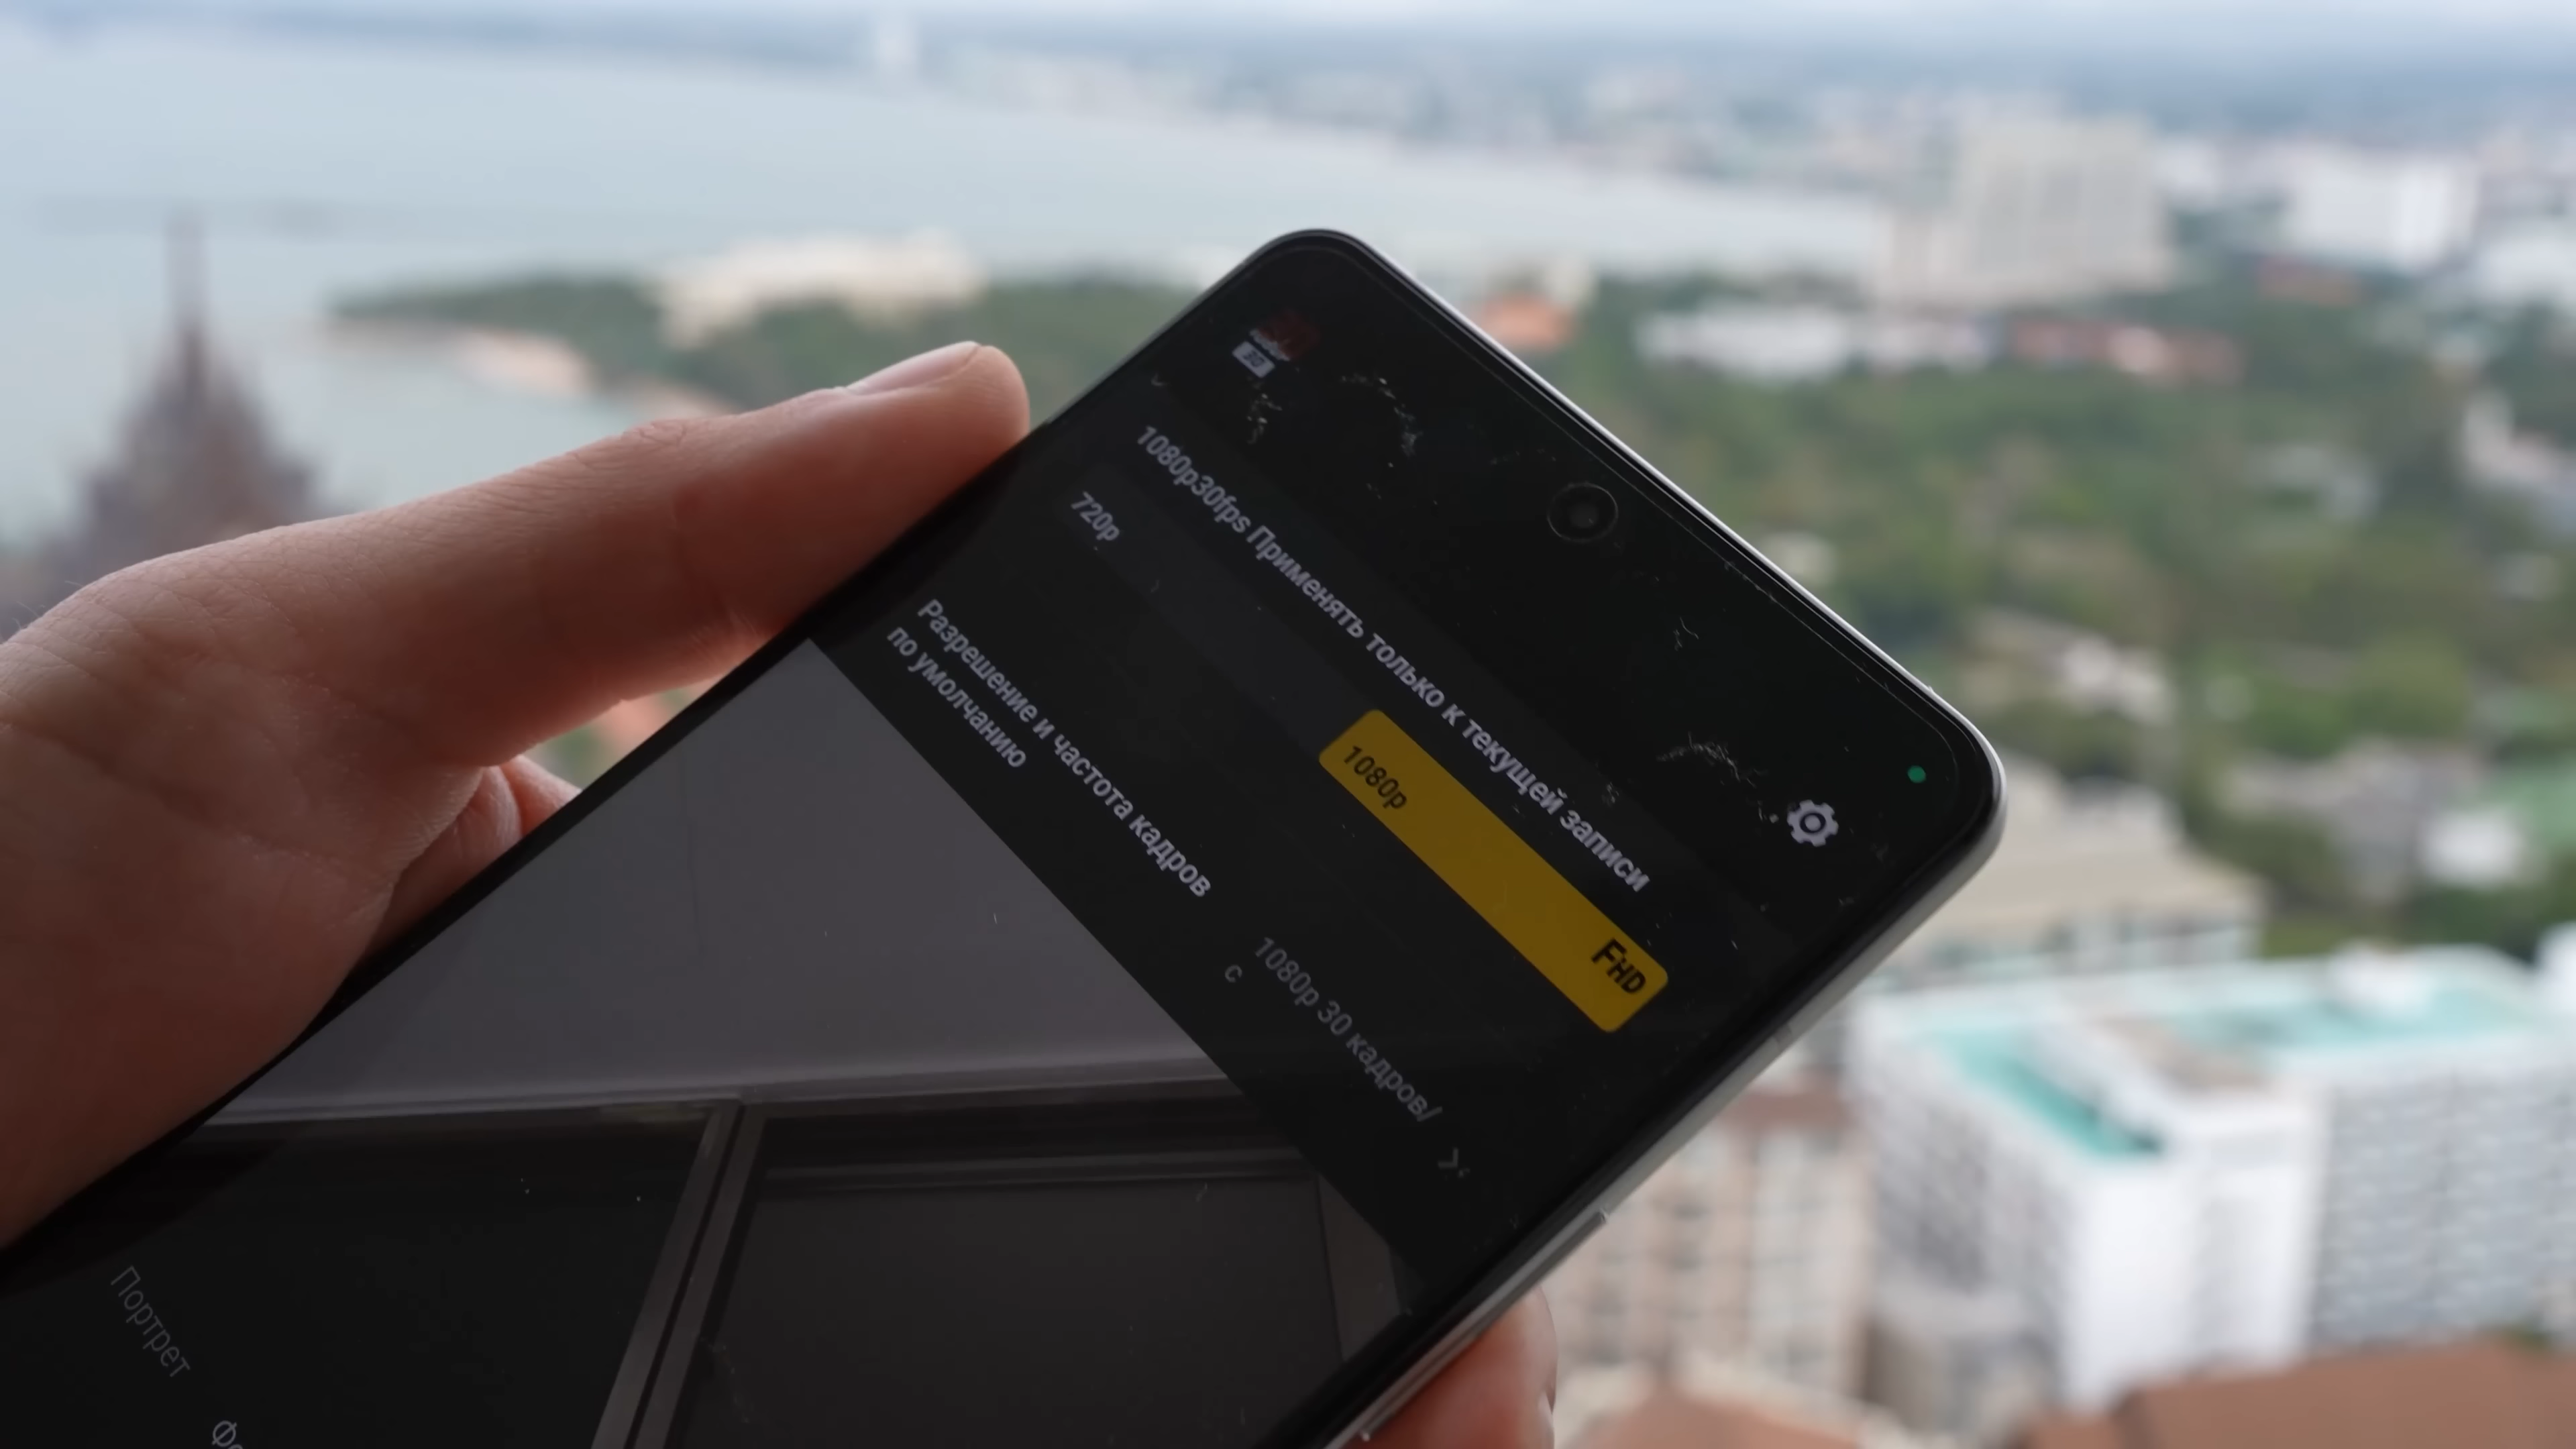 1080p30fps Применять только к текущей записи
720p
1080p
FHD
Разрешение и частота кадров
по умолчанию
1080p 30 кадров/
с
Портрет